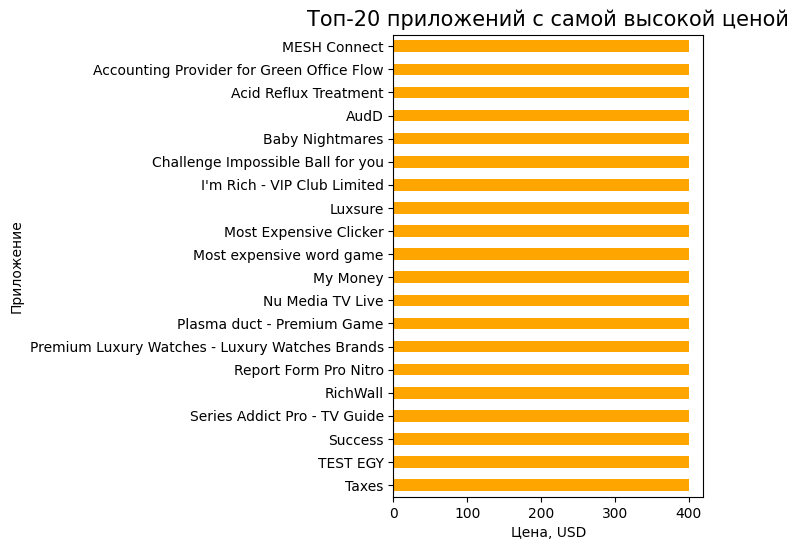 Топ-20 приложений с самой высокой ценой
MESH Connect
Accounting Provider for Green Office Flow
Acid Reflux Treatment
AudD
Baby Nightmares
Challenge Impossible Ball for you
I'm Rich - VIP Club Limited
Luxsure
Most Expensive Clicker
Most expensive word game
My Money
Nu Media TV Live
Plasma duct - Premium Game
Premium Luxury Watches - Luxury Watches Brands
Report Form Pro Nitro
RichWall
Series Addict Pro - TV Guide
Success
TEST EGY
Taxes
Приложение
0 100 200 300 400
Цена, USD